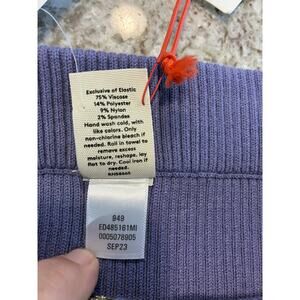 Exclusive of Elastic
75% Viscose
14% Polyester
9% Nylon
2% Spandex
Hand wash cold, with
like colors. Only
non-chlorine bleach if
needed. Roll in towel to
remove excess
moisture, reshape, lay
flat to dry. Cool iron if
needed.
949
ED485161MI
0005078905
SEP23